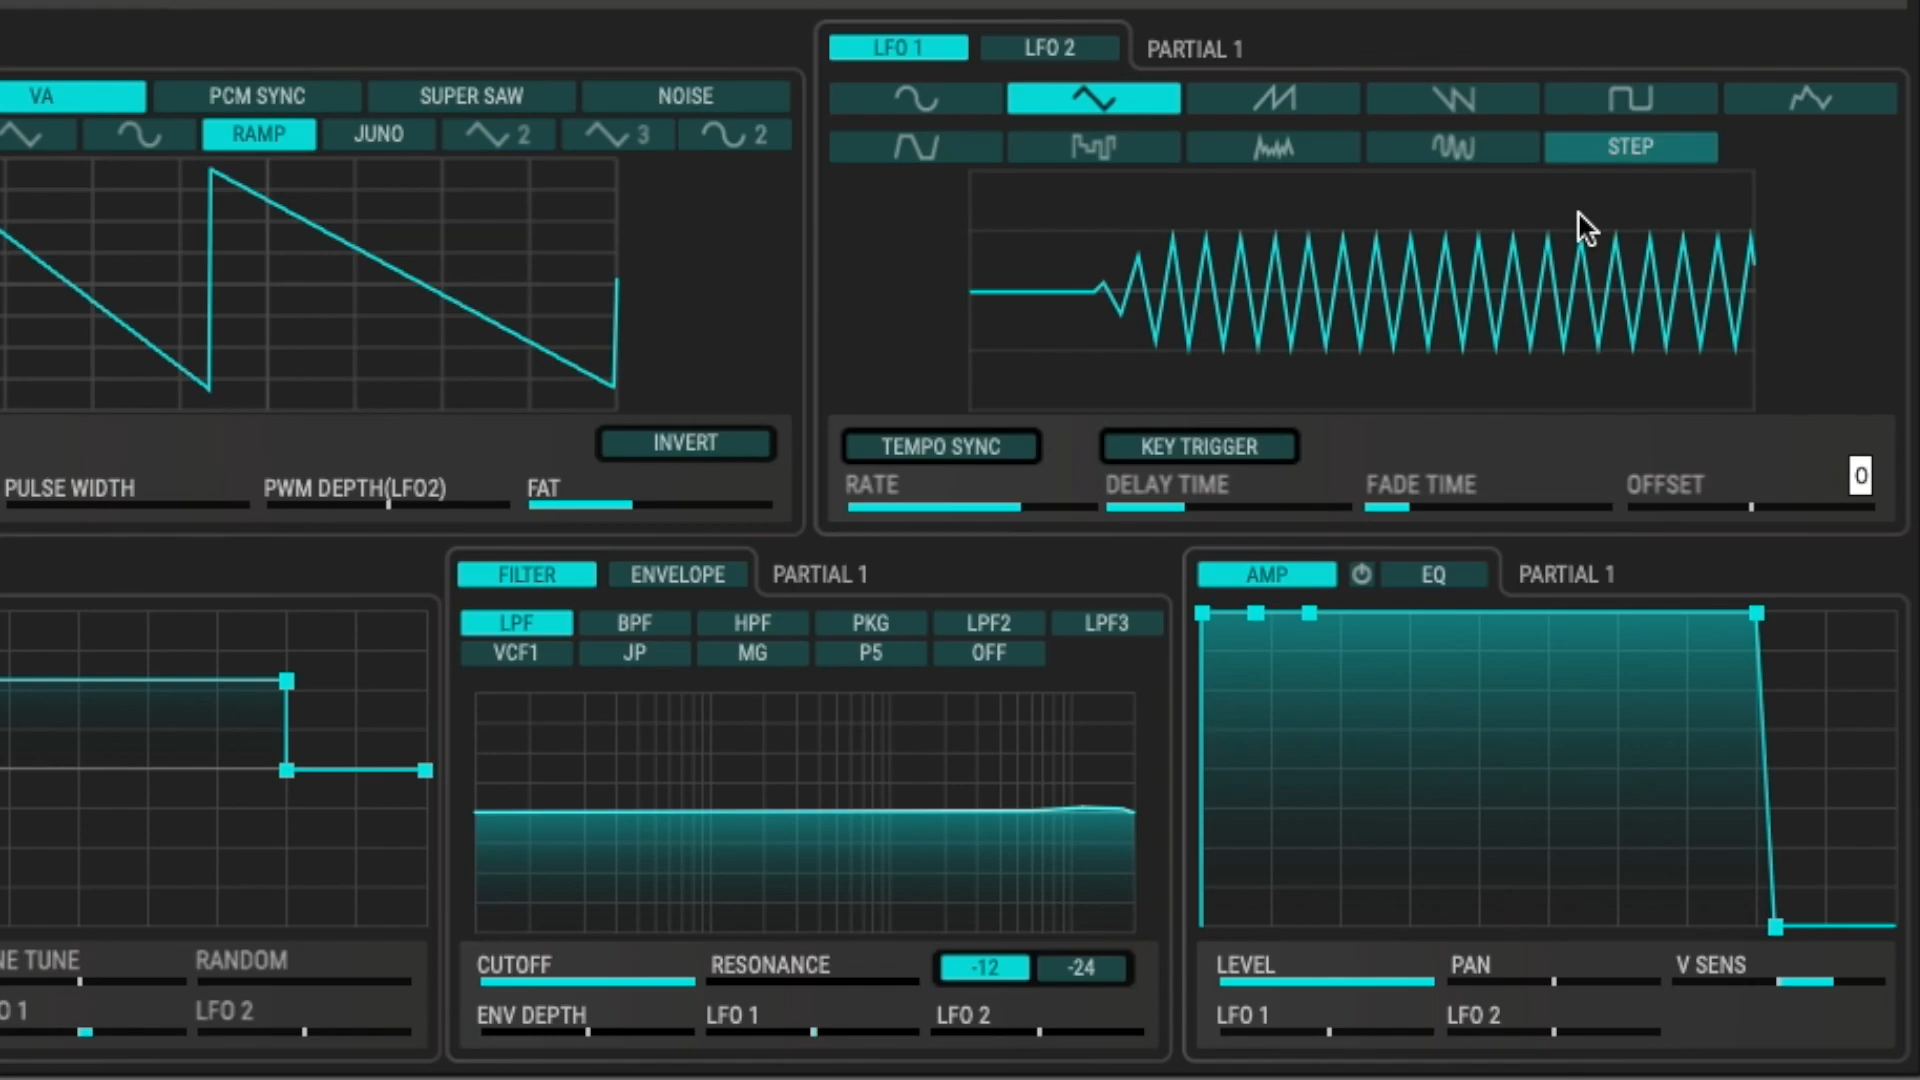 LFO 1 LFO 2 PARTIAL 1
VA PCM SYNC SUPER SAW NOISE
RAMP JUNO 2 3 2
STEP
INVERT
TEMPO SYNC KEY TRIGGER
PULSE WIDTH PWM DEPTH(LFO2) FAT
RATE DELAY TIME FADE TIME OFFSET 0
FILTER ENVELOPE PARTIAL 1
AMP EQ PARTIAL 1
LPF BPF HPF PKG LPF2 LPF3
VCF1 JP MG P5 OFF
NE TUNE RANDOM
O 1 LFO 2
CUTOFF RESONANCE -12 -24
ENV DEPTH LFO 1 LFO 2
LEVEL PAN V SENS
LFO 1 LFO 2